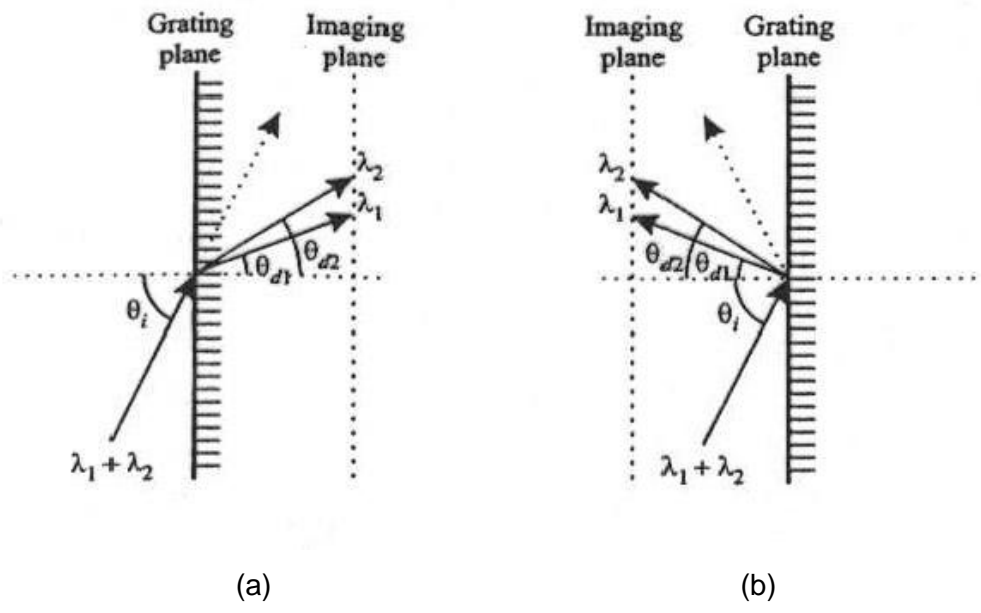 Grating
plane
Imaging
plane
λ₂
λ₁
θd2
θd1
θi
λ₁ + λ₂
(a)
Imaging
plane
Grating
plane
λ₂
λ₁
θd2
θd1
θi
λ₁ + λ₂
(b)